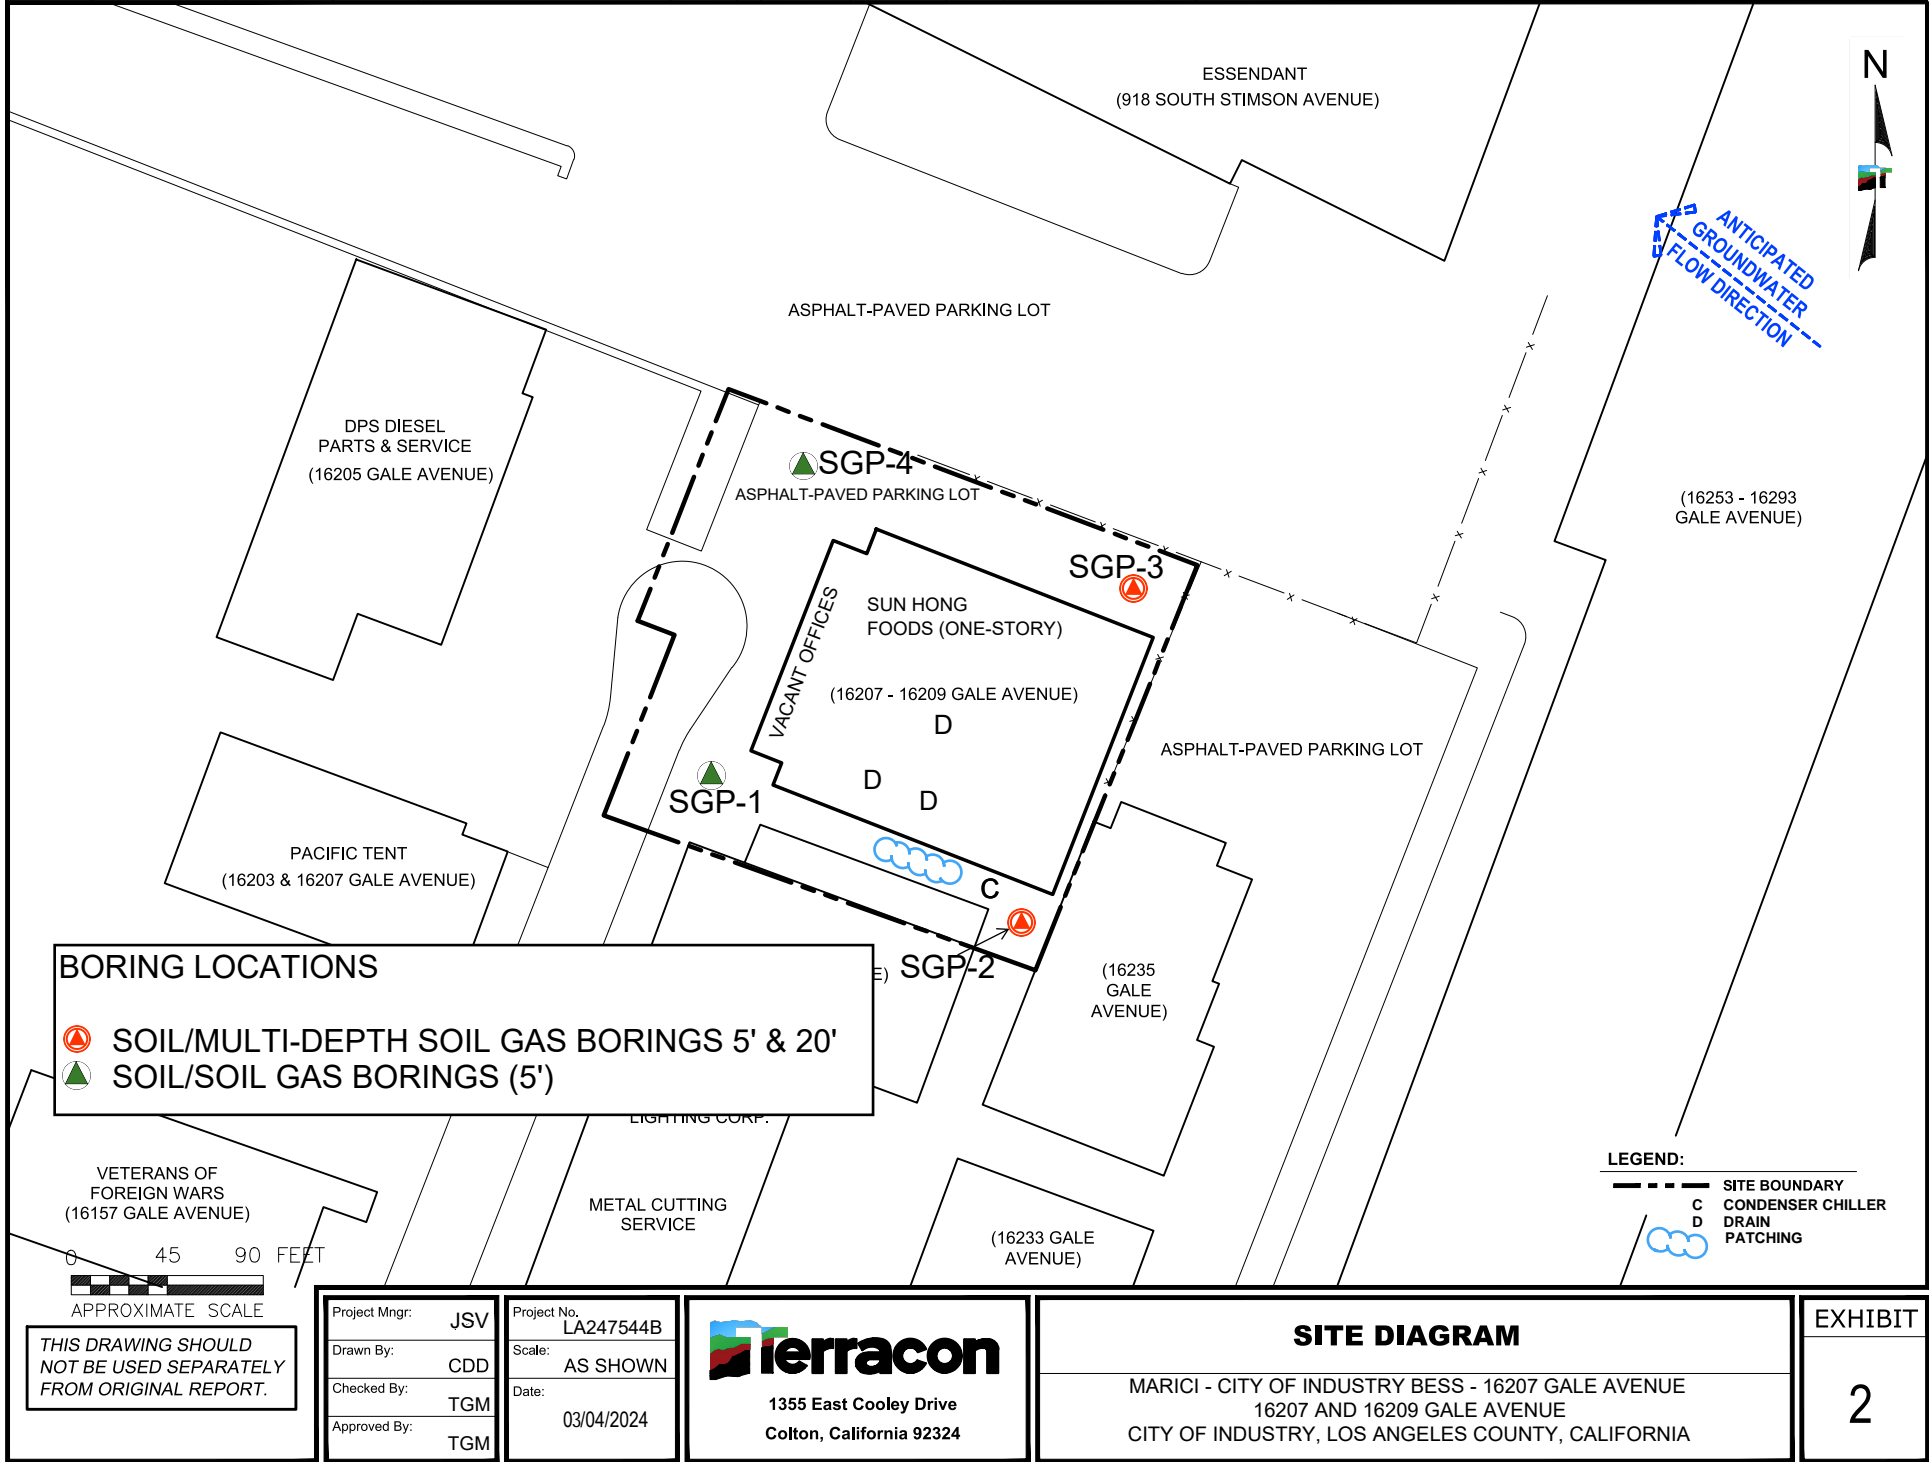 ESSENDANT
(918 SOUTH STIMSON AVENUE)
N
ANTICIPATED
GROUNDWATER
FLOW DIRECTION
ASPHALT-PAVED PARKING LOT
DPS DIESEL
PARTS & SERVICE
(16205 GALE AVENUE)
SGP-4
ASPHALT-PAVED PARKING LOT
(16253 - 16293
GALE AVENUE)
SGP-3
SUN HONG
FOODS (ONE-STORY)
VACANT OFFICES
(16207 - 16209 GALE AVENUE)
D
D
D
ASPHALT-PAVED PARKING LOT
SGP-1
PACIFIC TENT
(16203 & 16207 GALE AVENUE)
C
SGP-2
E)
(16235
GALE
AVENUE)
BORING LOCATIONS
SOIL/MULTI-DEPTH SOIL GAS BORINGS 5' & 20'
SOIL/SOIL GAS BORINGS (5')
LIGHTING CORP.
VETERANS OF
FOREIGN WARS
(16157 GALE AVENUE)
METAL CUTTING
SERVICE
(16233 GALE
AVENUE)
LEGEND:
SITE BOUNDARY
C CONDENSER CHILLER
D DRAIN
PATCHING
0 45 90 FEET
APPROXIMATE SCALE
THIS DRAWING SHOULD
NOT BE USED SEPARATELY
FROM ORIGINAL REPORT.
Project Mngr: JSV
Drawn By: CDD
Checked By: TGM
Approved By: TGM
Project No. LA247544B
Scale: AS SHOWN
Date: 03/04/2024
Terracon
1355 East Cooley Drive
Colton, California 92324
SITE DIAGRAM
MARICI - CITY OF INDUSTRY BESS - 16207 GALE AVENUE
16207 AND 16209 GALE AVENUE
CITY OF INDUSTRY, LOS ANGELES COUNTY, CALIFORNIA
EXHIBIT
2